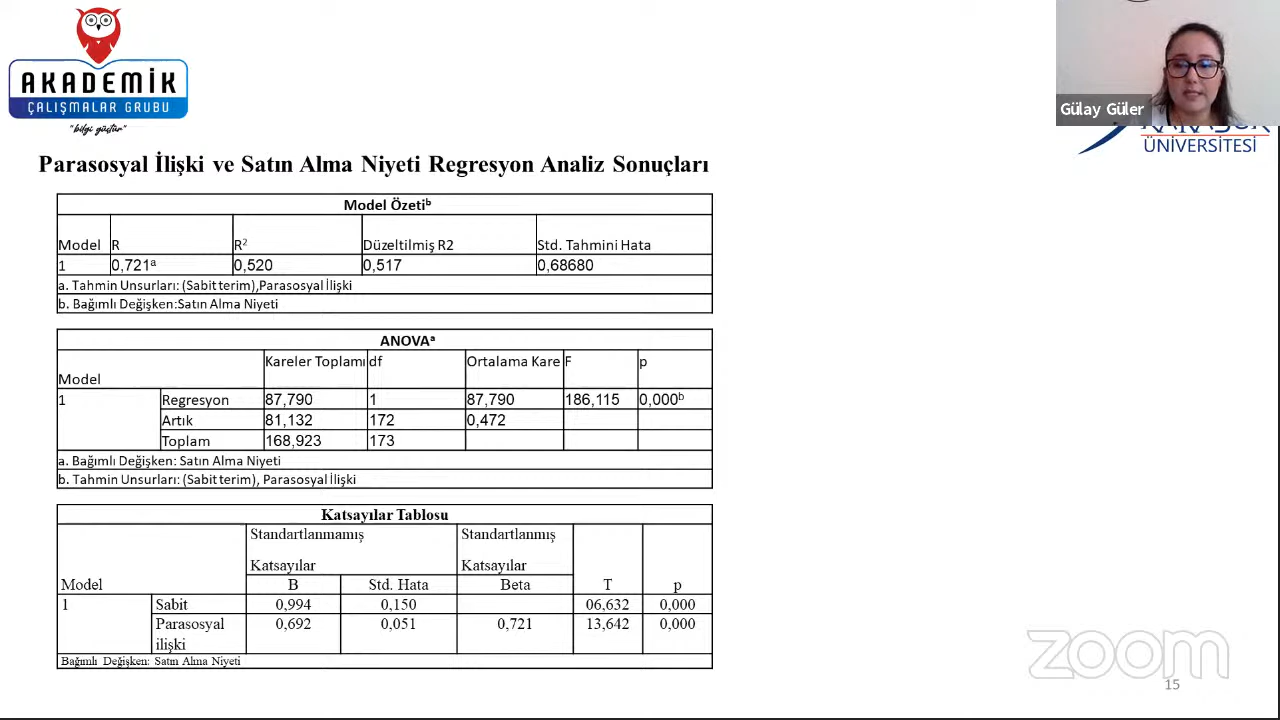 AKADEMİK
ÇALIŞMALAR GRUBU
"bilgi güçtür"
Gülay Güler
ÜNİVERSİTESİ
Parasosyal İlişki ve Satın Alma Niyeti Regresyon Analiz Sonuçları
Model Özetiᵇ
Model R R² Düzeltilmiş R2 Std. Tahmini Hata
1 0,721ᵃ 0,520 0,517 0,68680
a. Tahmin Unsurları: (Sabit terim),Parasosyal İlişki
b. Bağımlı Değişken:Satın Alma Niyeti
ANOVAᵃ
Model Kareler Toplamı df Ortalama Kare F p
1 Regresyon 87,790 1 87,790 186,115 0,000ᵇ
Artık 81,132 172 0,472
Toplam 168,923 173
a. Bağımlı Değişken: Satın Alma Niyeti
b. Tahmin Unsurları: (Sabit terim), Parasosyal İlişki
Katsayılar Tablosu
Standartlanmamış Standartlanmış
Katsayılar Katsayılar
Model B Std. Hata Beta T p
1 Sabit 0,994 0,150 06,632 0,000
Parasosyal 0,692 0,051 0,721 13,642 0,000
ilişki
Bağımlı Değişken: Satın Alma Niyeti
zoom
15